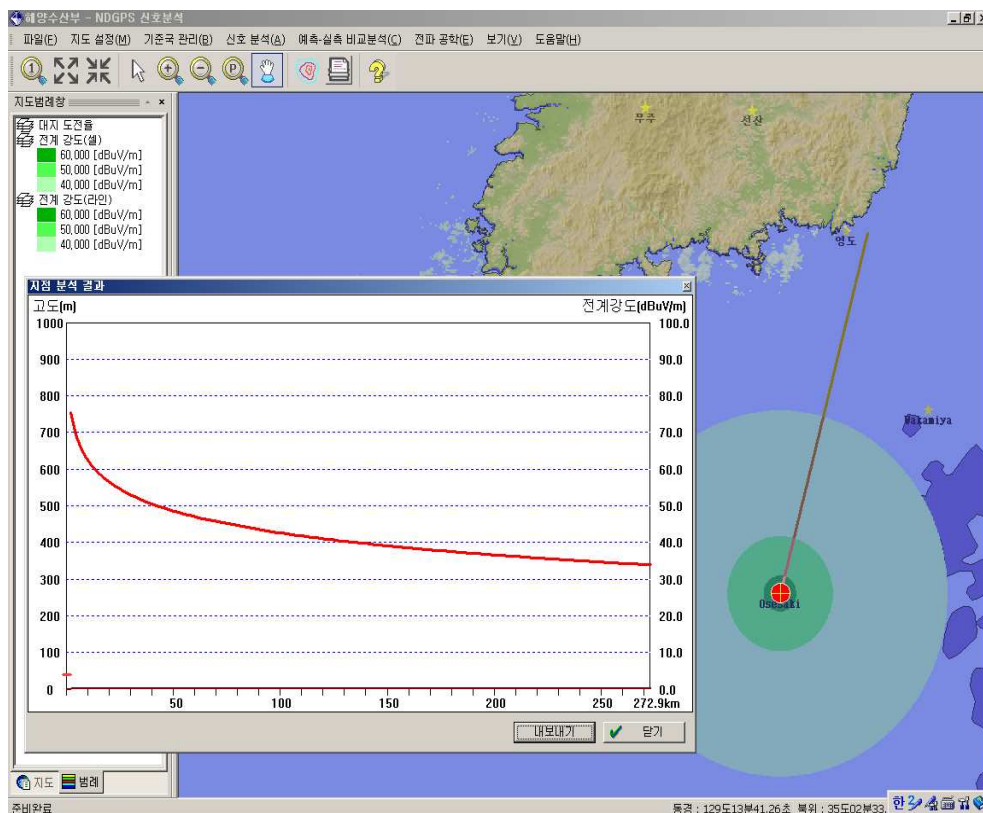 해양수산부 - NDGPS 신호분석
파일(F) 지도 설정(M) 기준국 관리(B) 신호 분석(A) 예측-실측 비교분석(C) 전파 공학(E) 보기(V) 도움말(H)
지도범례창
대지 도전율
전계 강도(셀)
60,000 [dBuV/m]
50,000 [dBuV/m]
40,000 [dBuV/m]
전계 강도(라인)
60,000 [dBuV/m]
50,000 [dBuV/m]
40,000 [dBuV/m]
무주
선산
영도
Wakamiya
Osesaki
지점 분석 결과
고도(m) 전계강도(dBuV/m)
1000 100.0
900 90.0
800 80.0
700 70.0
600 60.0
500 50.0
400 40.0
300 30.0
200 20.0
100 10.0
0 0.0
50 100 150 200 250 272.9km
내보내기 닫기
지도 범례
준비완료 동경 : 129도13분41.26초 북위 : 35도02분33. 한